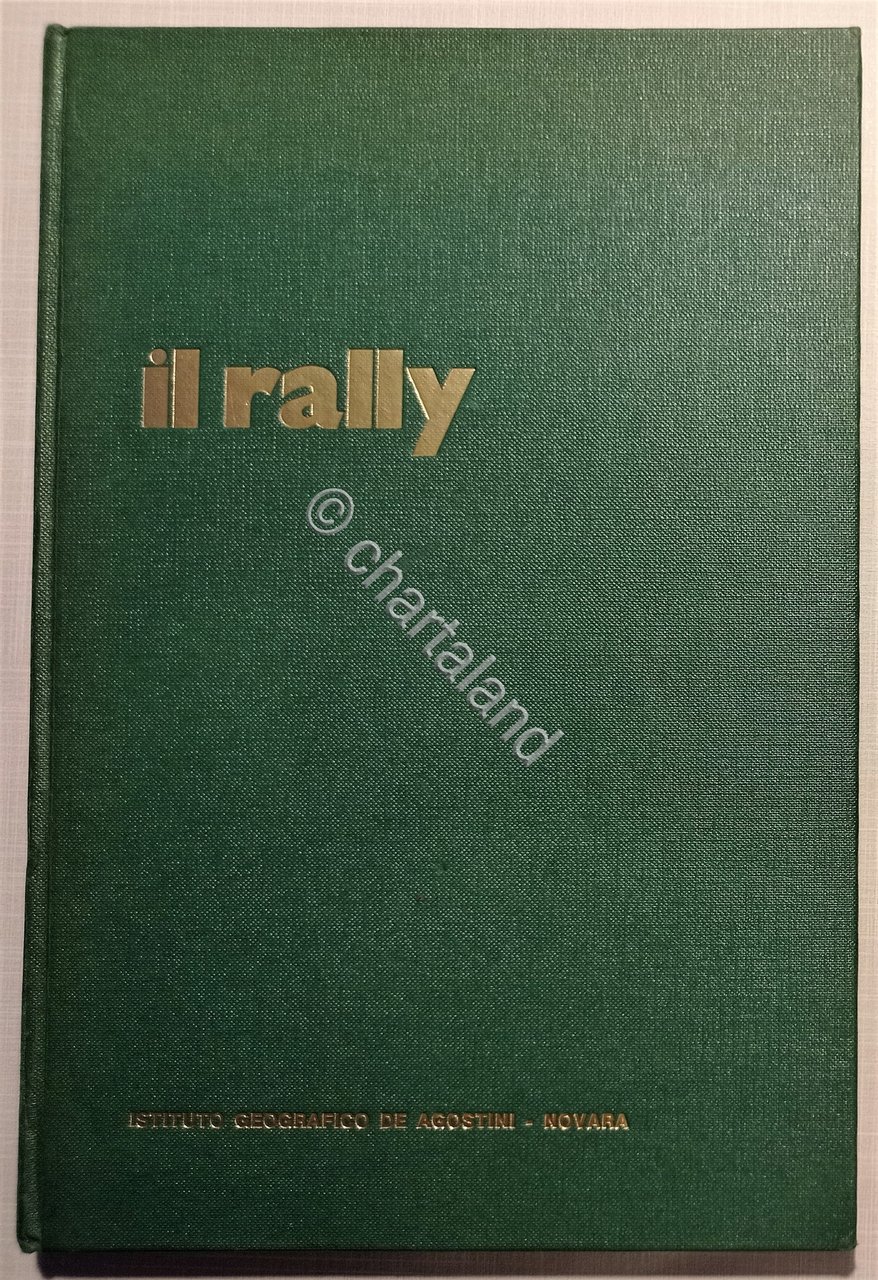 il rally
© chartaland
ISTITUTO GEOGRAFICO DE AGOSTINI - NOVARA